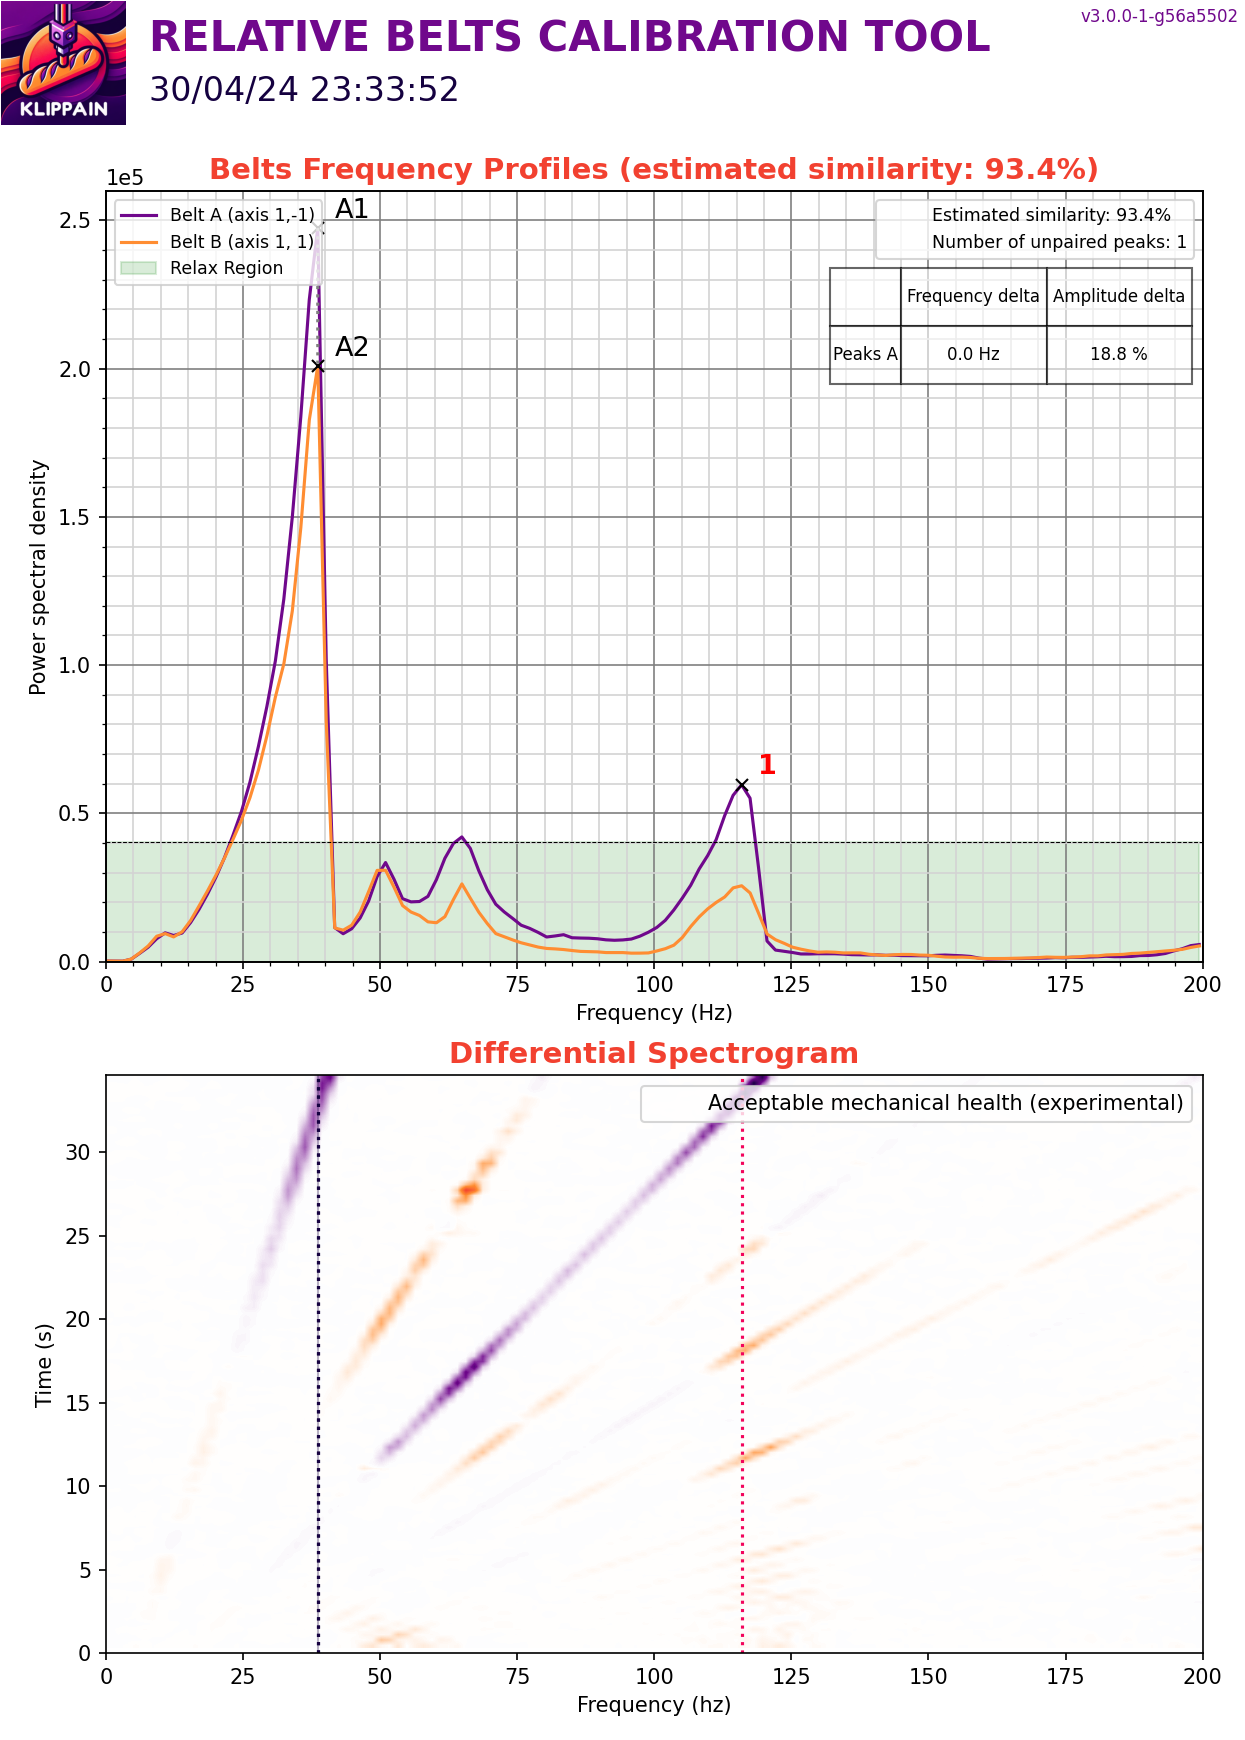 v3.0.0-1-g56a5502
RELATIVE BELTS CALIBRATION TOOL
30/04/24 23:33:52
KLIPPAIN
Belts Frequency Profiles (estimated similarity: 93.4%)
1e5
Belt A (axis 1,-1)
Belt B (axis 1, 1)
Relax Region
A1
A2
1
Estimated similarity: 93.4%
Number of unpaired peaks: 1
Frequency delta Amplitude delta
Peaks A 0.0 Hz 18.8 %
Power spectral density
2.5
2.0
1.5
1.0
0.5
0.0
0 25 50 75 100 125 150 175 200
Frequency (Hz)
Differential Spectrogram
Acceptable mechanical health (experimental)
Time (s)
30
25
20
15
10
5
0
0 25 50 75 100 125 150 175 200
Frequency (hz)